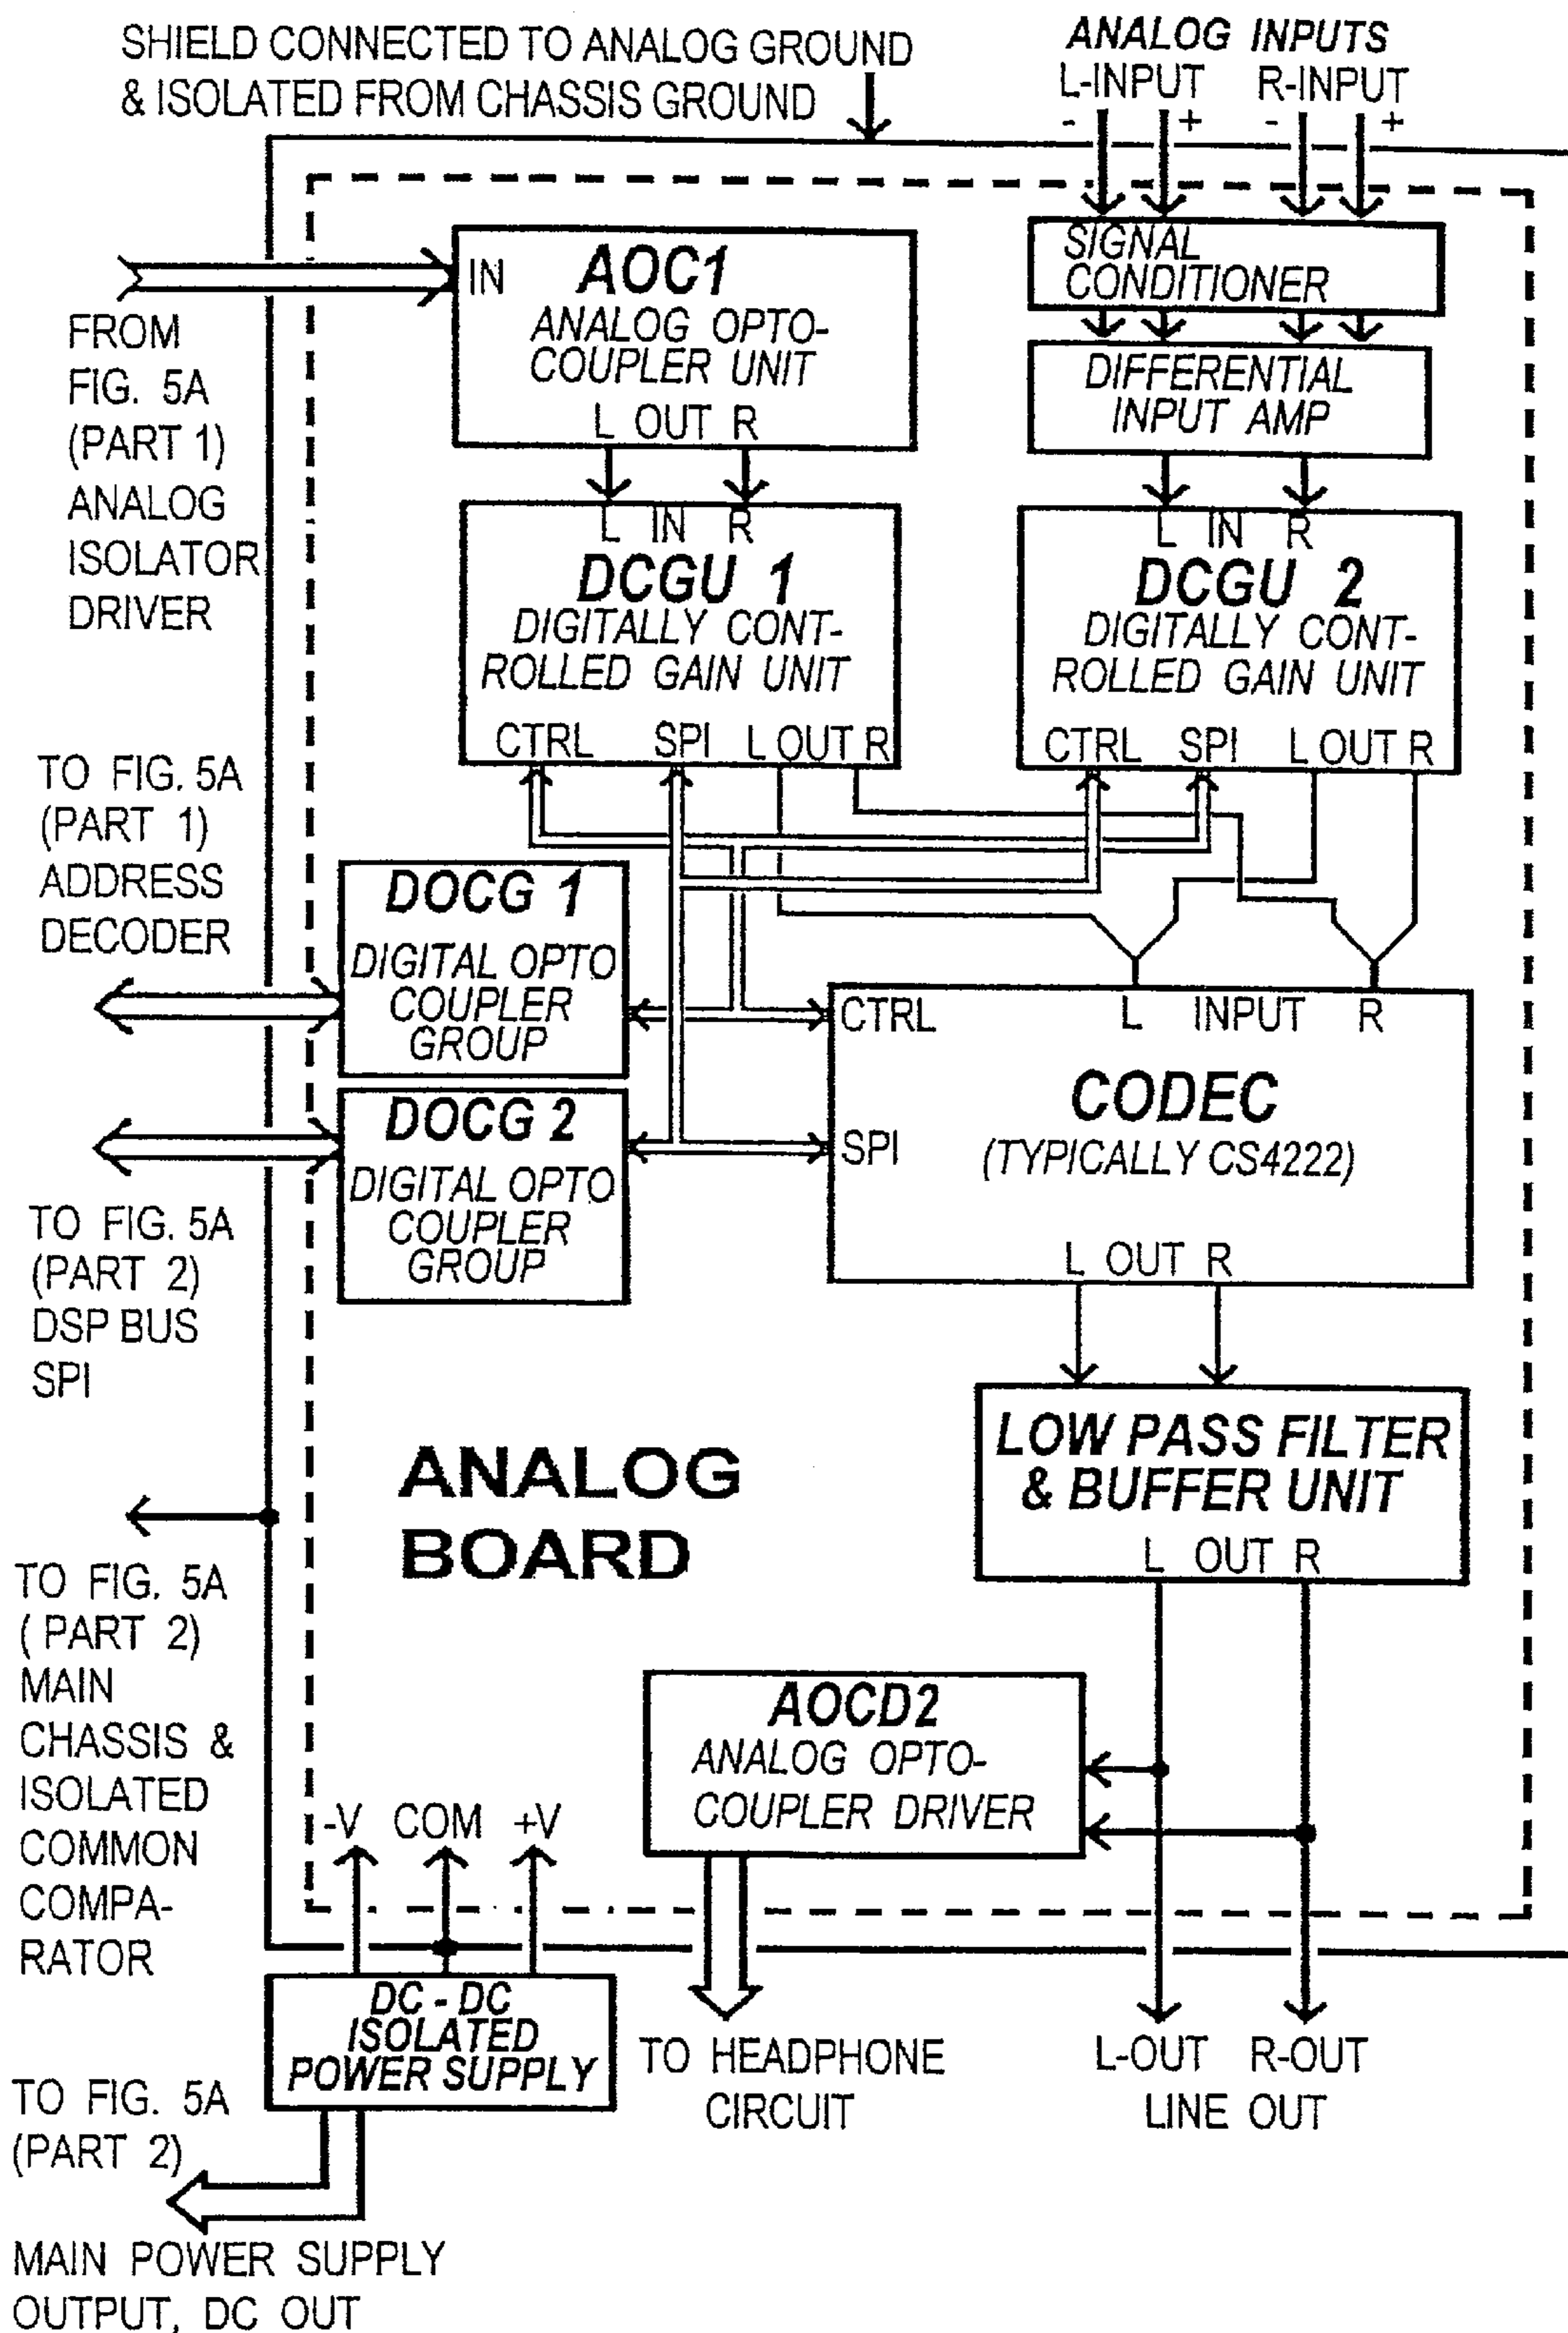 SHIELD CONNECTED TO ANALOG GROUND
& ISOLATED FROM CHASSIS GROUND
ANALOG INPUTS
L-INPUT R-INPUT
- + - +
IN
AOC1
ANALOG OPTO-
COUPLER UNIT
L OUT R
SIGNAL
CONDITIONER
DIFFERENTIAL
INPUT AMP
FROM
FIG. 5A
(PART 1)
ANALOG
ISOLATOR
DRIVER
L IN R
DCGU 1
DIGITALLY CONT-
ROLLED GAIN UNIT
CTRL SPI L OUT R
L IN R
DCGU 2
DIGITALLY CONT-
ROLLED GAIN UNIT
CTRL SPI L OUT R
TO FIG. 5A
(PART 1)
ADDRESS
DECODER
DOCG 1
DIGITAL OPTO
COUPLER
GROUP
DOCG 2
DIGITAL OPTO
COUPLER
GROUP
CTRL
L INPUT R
CODEC
(TYPICALLY CS4222)
SPI
L OUT R
TO FIG. 5A
(PART 2)
DSP BUS
SPI
LOW PASS FILTER
& BUFFER UNIT
L OUT R
ANALOG
BOARD
TO FIG. 5A
( PART 2)
MAIN
CHASSIS &
ISOLATED
COMMON
COMPA-
RATOR
AOCD2
ANALOG OPTO-
COUPLER DRIVER
-V COM +V
DC - DC
ISOLATED
POWER SUPPLY
TO HEADPHONE
CIRCUIT
L-OUT R-OUT
LINE OUT
TO FIG. 5A
(PART 2)
MAIN POWER SUPPLY
OUTPUT, DC OUT